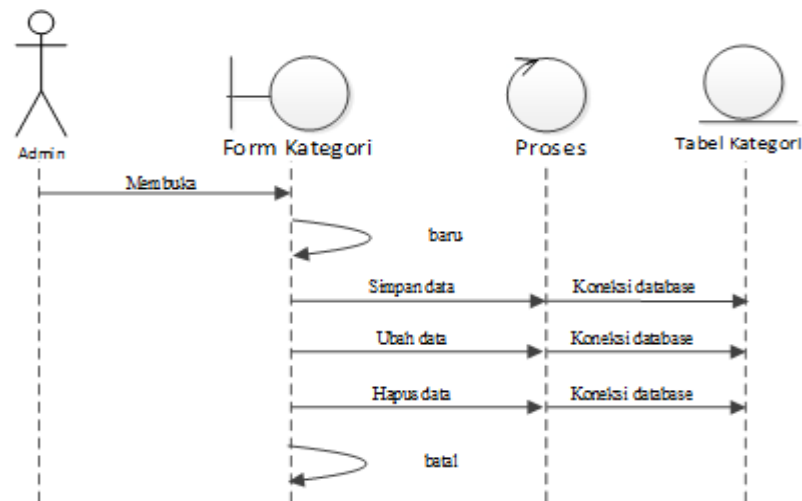 Admin
Form Kategori
Proses
Tabel Kategori
Membuka
baru
Simpan data
Koneksi database
Ubah data
Koneksi database
Hapus data
Koneksi database
batal